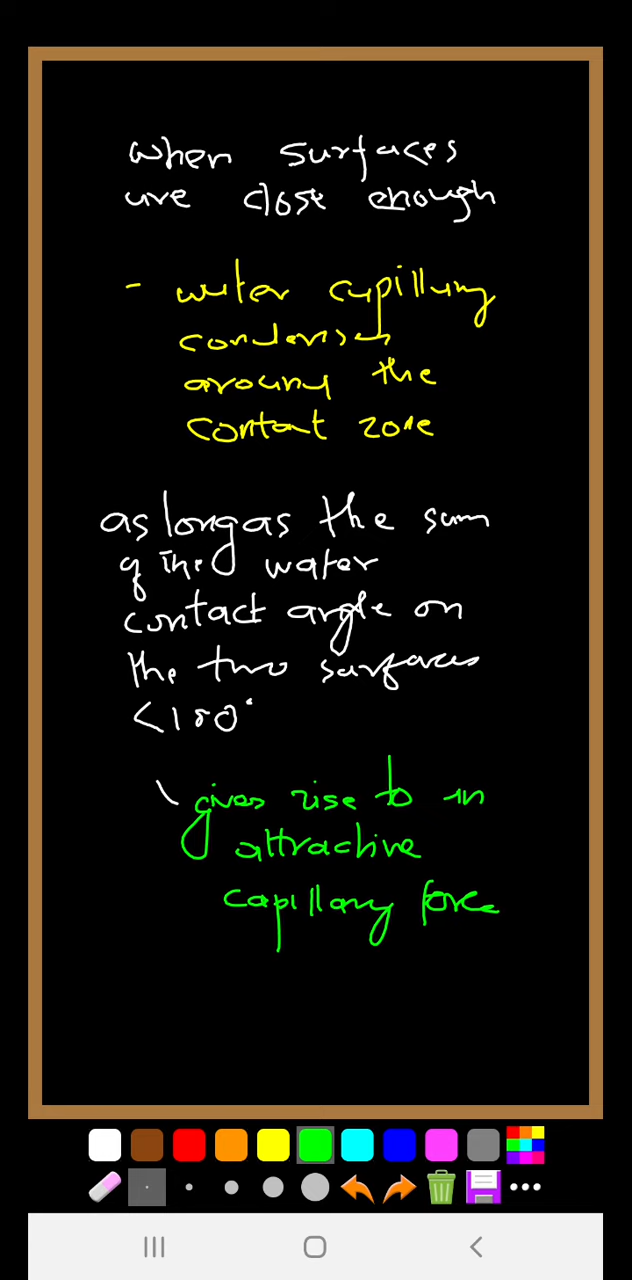 when surfaces
are close enough
- water capillary
condenses
around the
contact zone
as long as the sum
of the water
contact angle on
the two surfaces
<180°
gives rise to an
attractive
capillary force